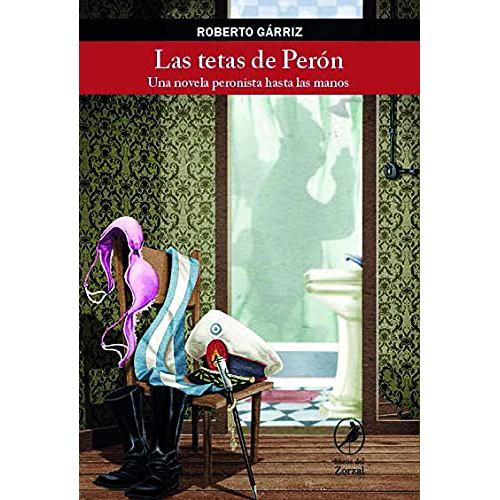 ROBERTO GÁRRIZ
Las tetas de Perón
Una novela peronista hasta las manos
libros del
Zorzal